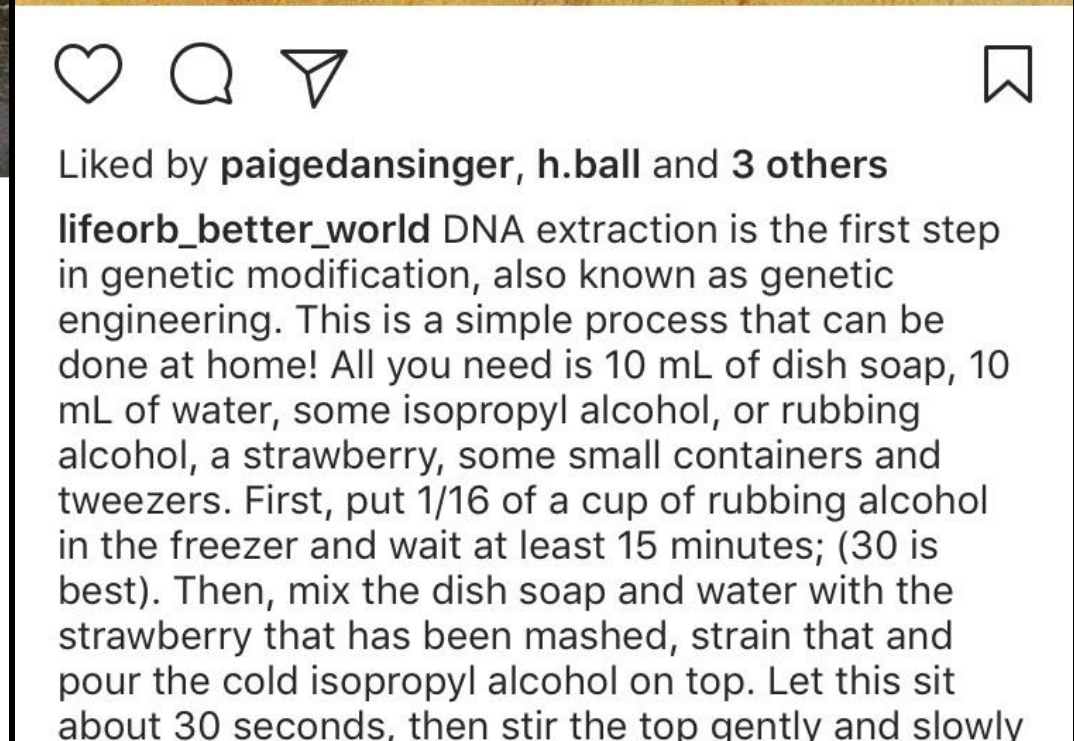 Liked by paigedansinger, h.ball and 3 others
lifeorb_better_world DNA extraction is the first step
in genetic modification, also known as genetic
engineering. This is a simple process that can be
done at home! All you need is 10 mL of dish soap, 10
mL of water, some isopropyl alcohol, or rubbing
alcohol, a strawberry, some small containers and
tweezers. First, put 1/16 of a cup of rubbing alcohol
in the freezer and wait at least 15 minutes; (30 is
best). Then, mix the dish soap and water with the
strawberry that has been mashed, strain that and
pour the cold isopropyl alcohol on top. Let this sit
about 30 seconds, then stir the top gently and slowly